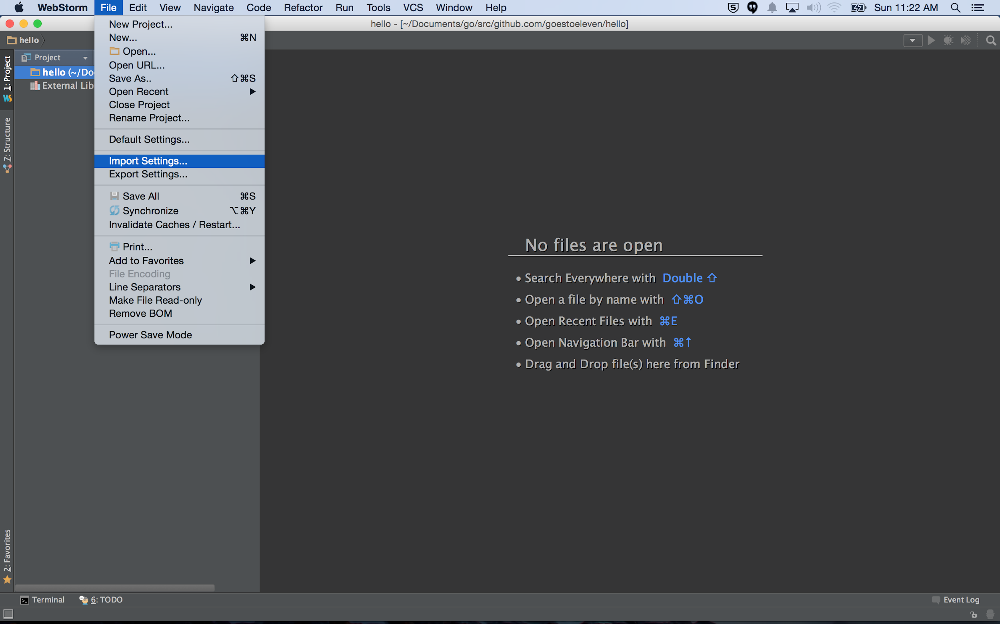 WebStorm File Edit View Navigate Code Refactor Run Tools VCS Window Help Sun 11:22 AM
hello - [~/Documents/go/src/github.com/goestoeleven/hello]
hello
1: Project
7: Structure
2: Favorites
Project
hello (~/Do
External Lib
New Project...
New... ⌘N
Open...
Open URL...
Save As.. ⇧⌘S
Open Recent ▶
Close Project
Rename Project...
Default Settings...
Import Settings...
Export Settings...
Save All ⌘S
Synchronize ⌥⌘Y
Invalidate Caches / Restart...
Print...
Add to Favorites ▶
File Encoding
Line Separators ▶
Make File Read-only
Remove BOM
Power Save Mode
No files are open
• Search Everywhere with Double ⇧
• Open a file by name with ⇧⌘O
• Open Recent Files with ⌘E
• Open Navigation Bar with ⌘↑
• Drag and Drop file(s) here from Finder
Terminal 6: TODO Event Log